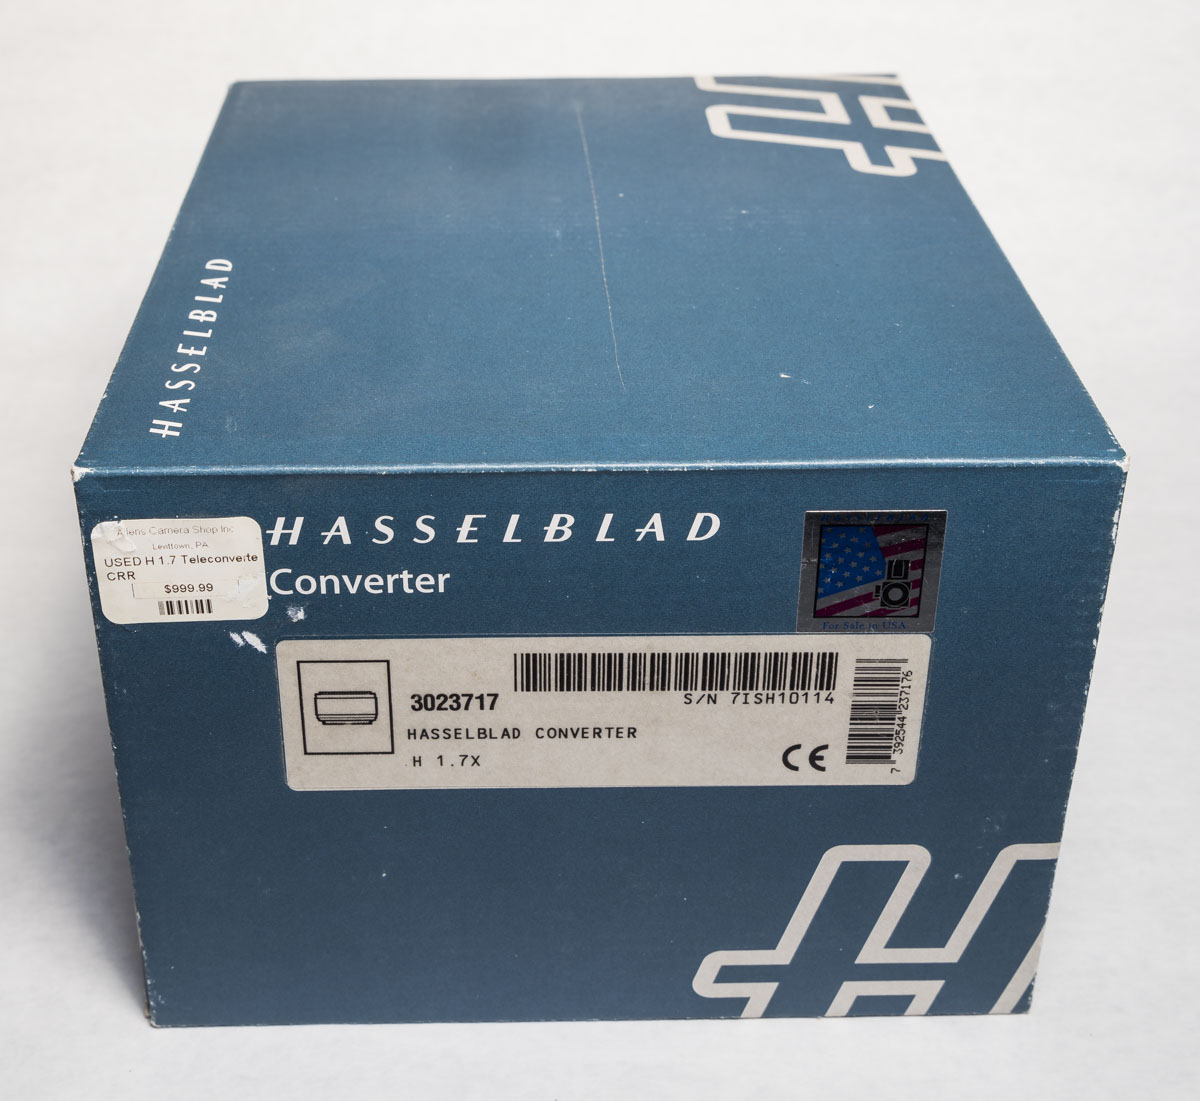 HASSELBLAD
HASSELBLAD
Converter
Allens Camera Shop Inc
Levittown, PA
USED H 1.7 Teleconverte
CRR
$999.99
For Sale in USA
3023717
S/N 7ISH10114
HASSELBLAD CONVERTER
H 1.7X
CE
7 392544 237176